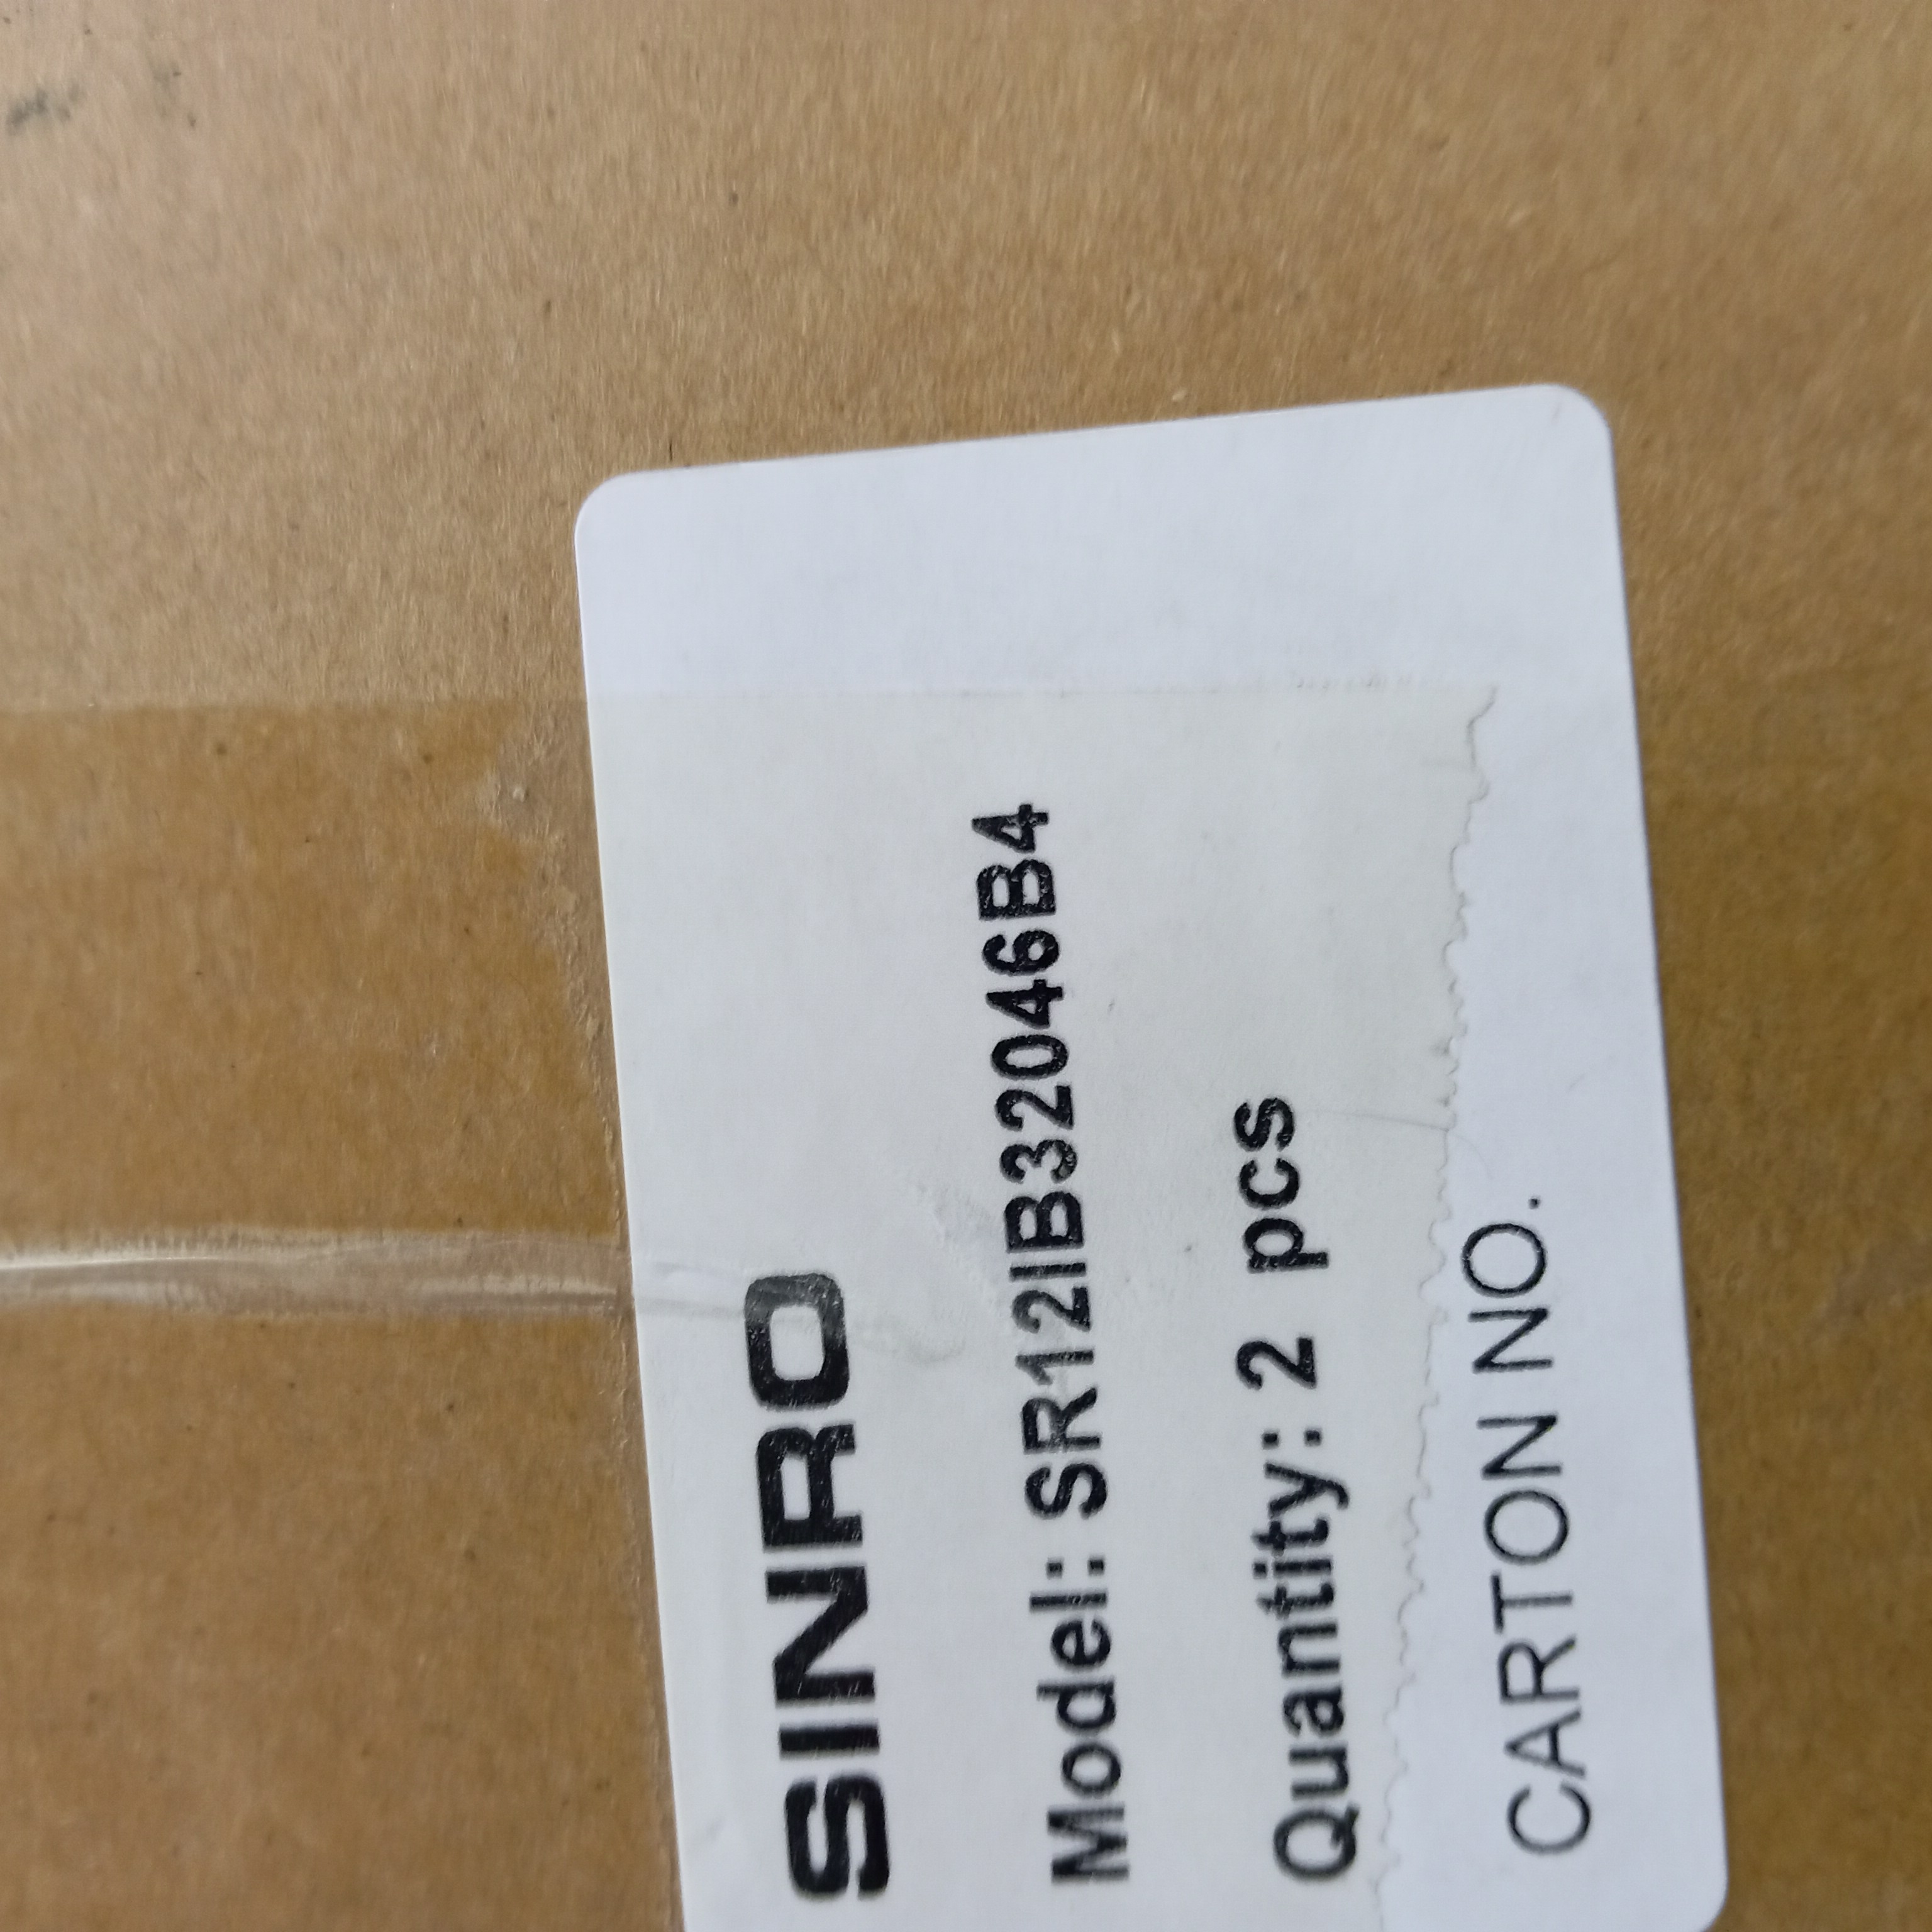 SINRO
Model: SR12IB32046B4
Quantity: 2 pcs
CARTON NO.